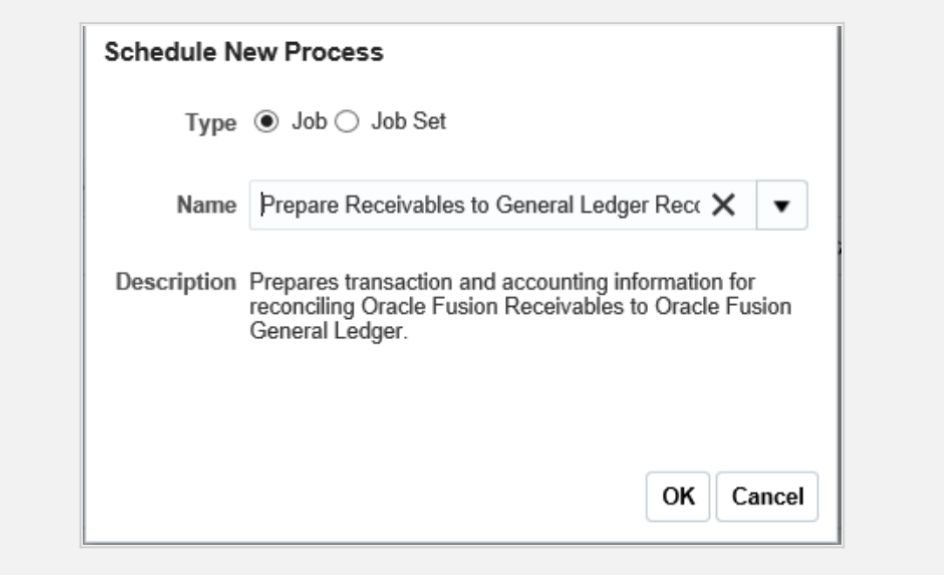 Schedule New Process
Type Job Job Set
Name Prepare Receivables to General Ledger
Description Prepares transaction and accounting information for
reconciling Oracle Fusion Receivables to Oracle Fusion
General Ledger.
OK Cancel